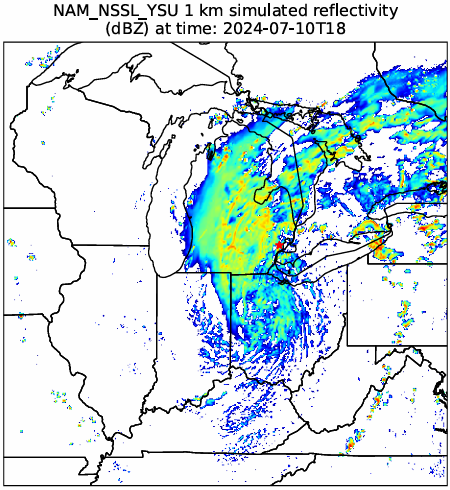 NAM_NSSL_YSU 1 km simulated reflectivity
(dBZ) at time: 2024-07-10T18